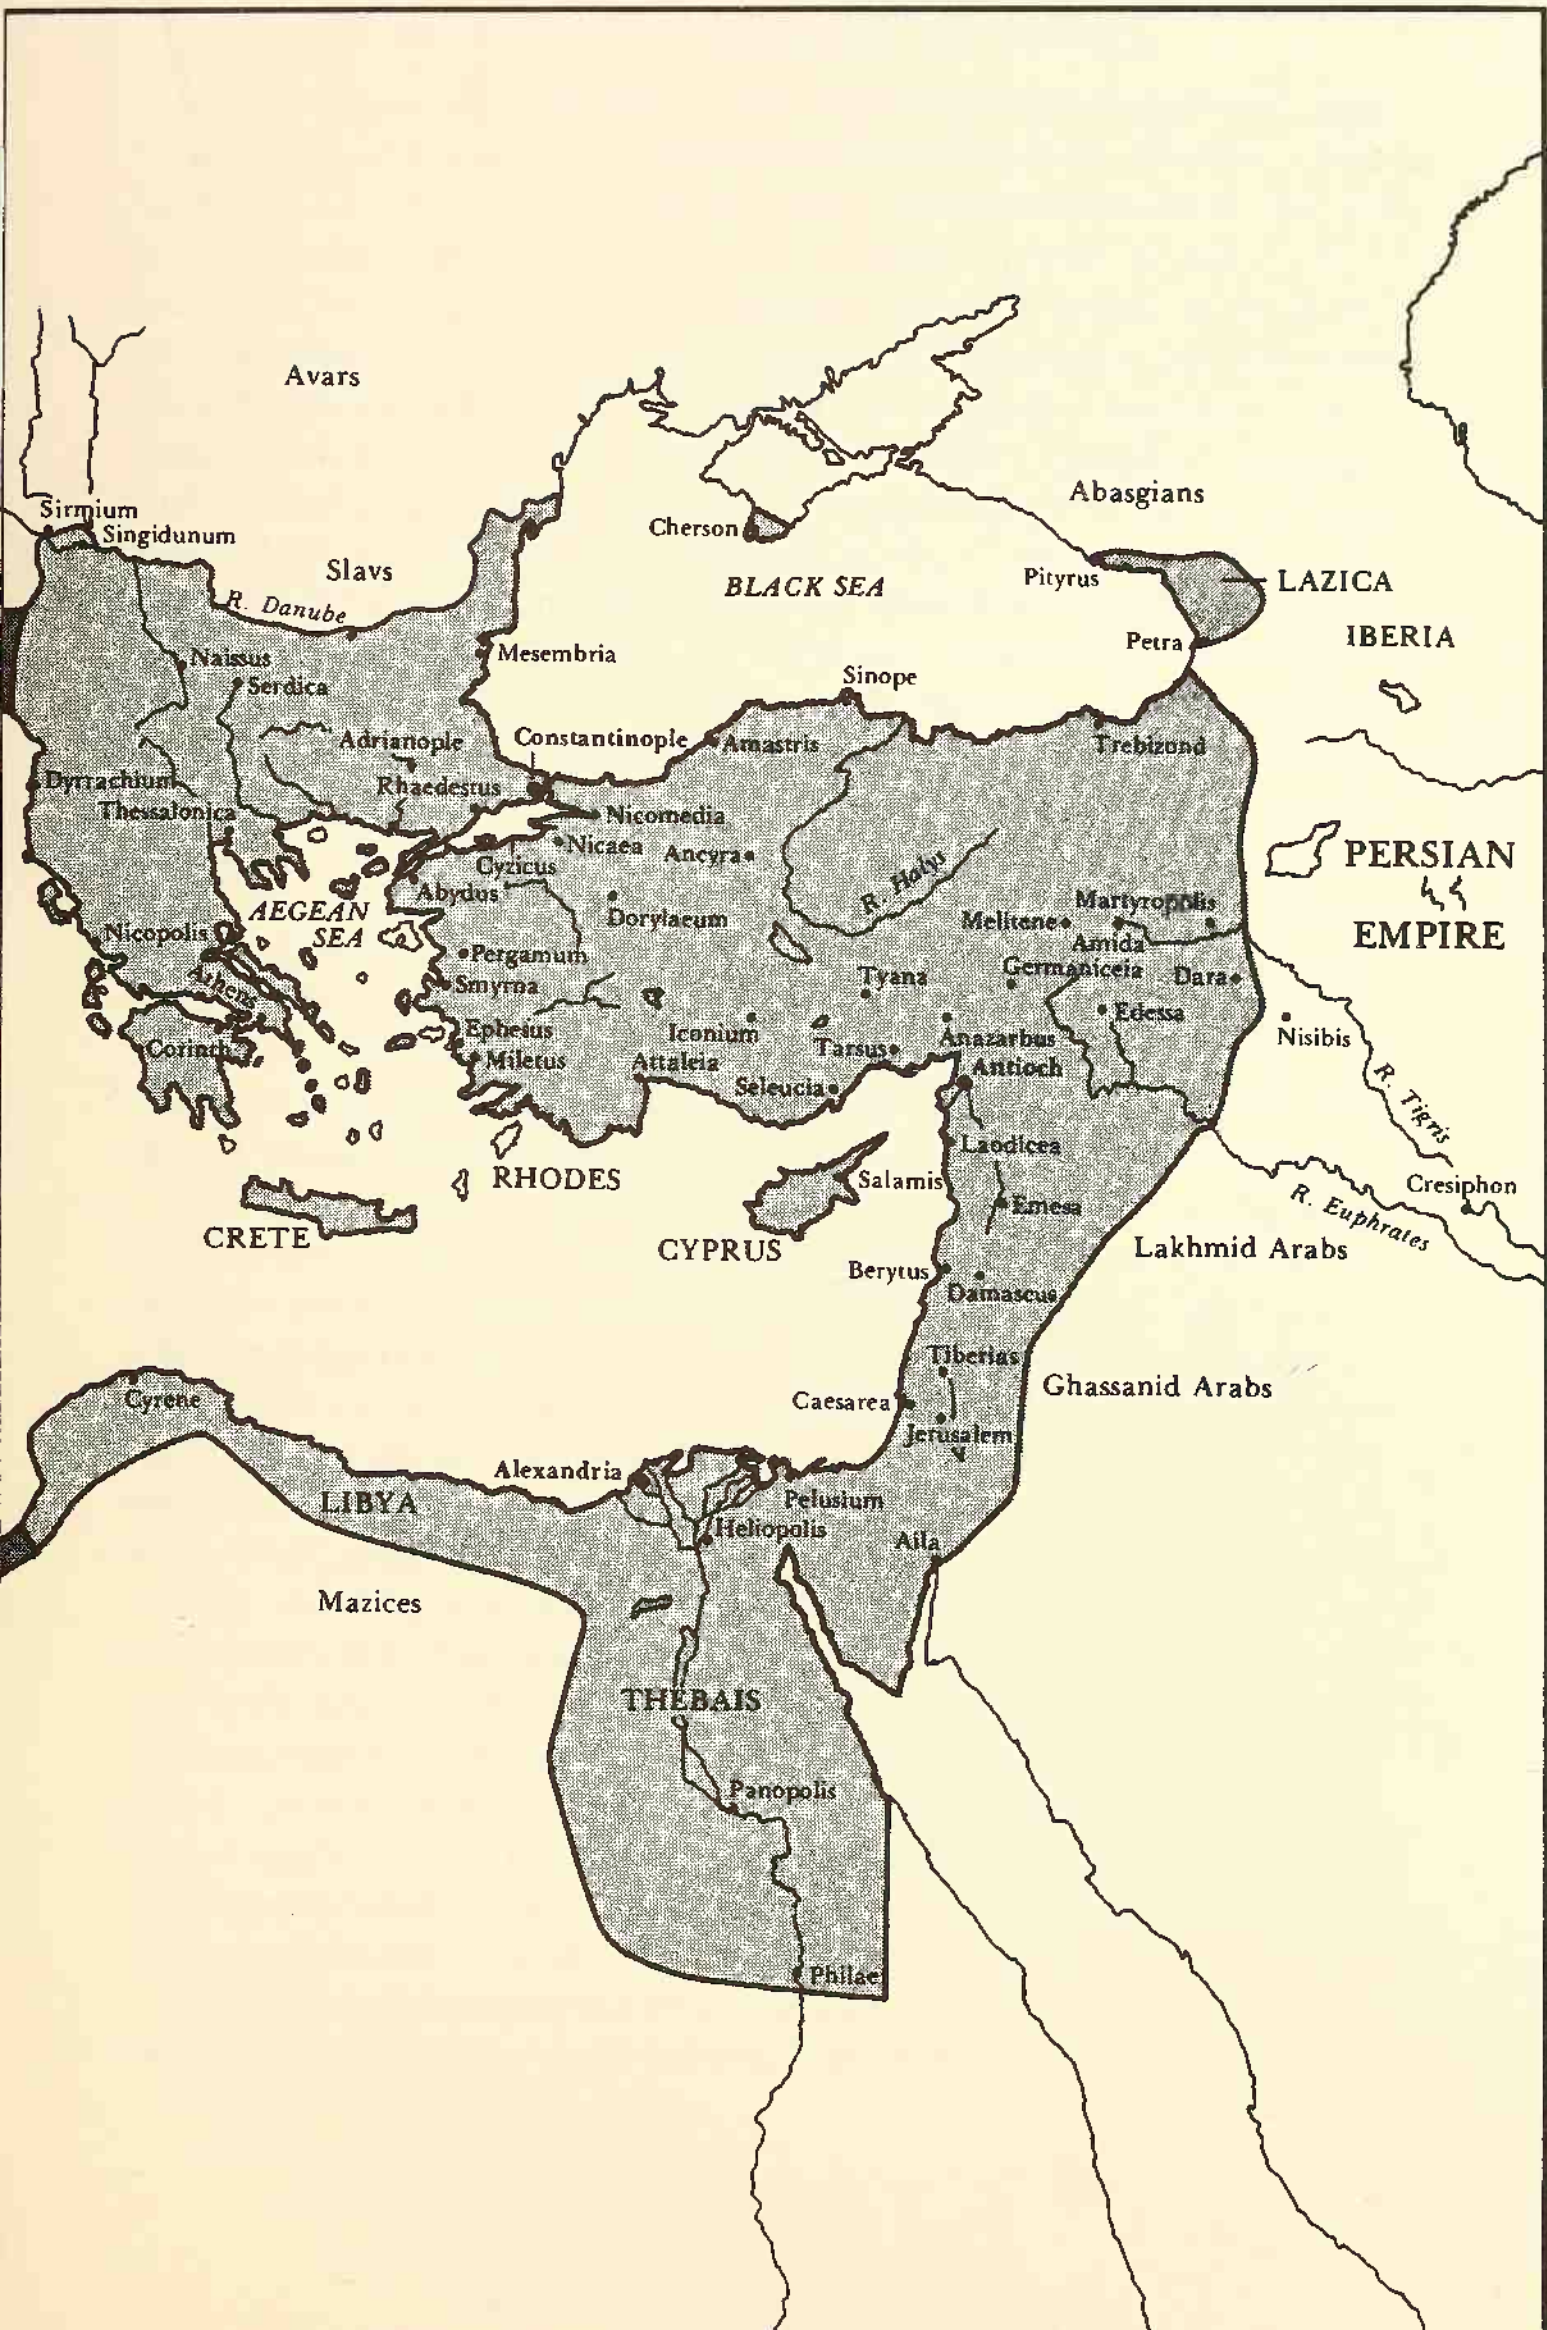 Avars
Sirmium
Singidunum
Abasgians
Cherson
Slavs
BLACK SEA
Pityrus
LAZICA
R. Danube
IBERIA
Petra
Mesembria
Naissus
Serdica
Sinope
Constantinople
Adrianople
Amastris
Trebizond
Dyrrachium
Rhaedestus
Thessalonica
Nicomedia
Nicaea
Ancyra
PERSIAN
EMPIRE
Cyzicus
Abydus
R. Halys
AEGEAN
SEA
Dorylaeum
Martyropolis
Melitene
Nicopolis
Amida
Pergamum
Germaniceia
Dara
Athens
Smyrna
Tyana
Edessa
Ephesus
Iconium
Anazarbus
Nisibis
Corinth
Miletus
Attaleia
Tarsus
Antioch
Seleucia
R. Tigris
Laodicea
RHODES
Salamis
Cresiphon
Emesa
R. Euphrates
CRETE
CYPRUS
Lakhmid Arabs
Berytus
Damascus
Tiberias
Ghassanid Arabs
Cyrene
Caesarea
Jerusalem
Alexandria
LIBYA
Pelusium
Heliopolis
Aila
Mazices
THEBAIS
Panopolis
Philae